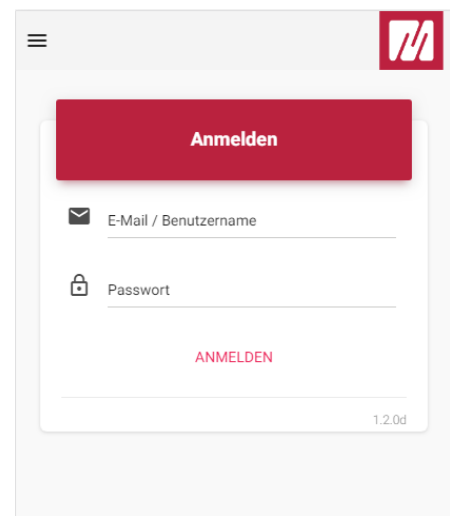 Anmelden
E-Mail / Benutzername
Passwort
ANMELDEN
1.2.0d